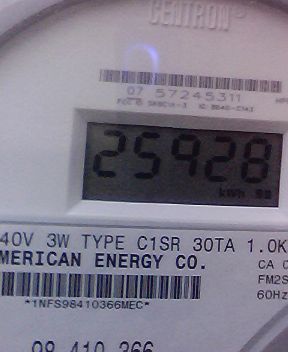 CENTRON®
07 57245311
25928
kWh
40V 3W TYPE C1SR 30TA 1.0K
MERICAN ENERGY CO.
CA 0
FM2S
60Hz
*1NFS98410366MEC*
98 410 366